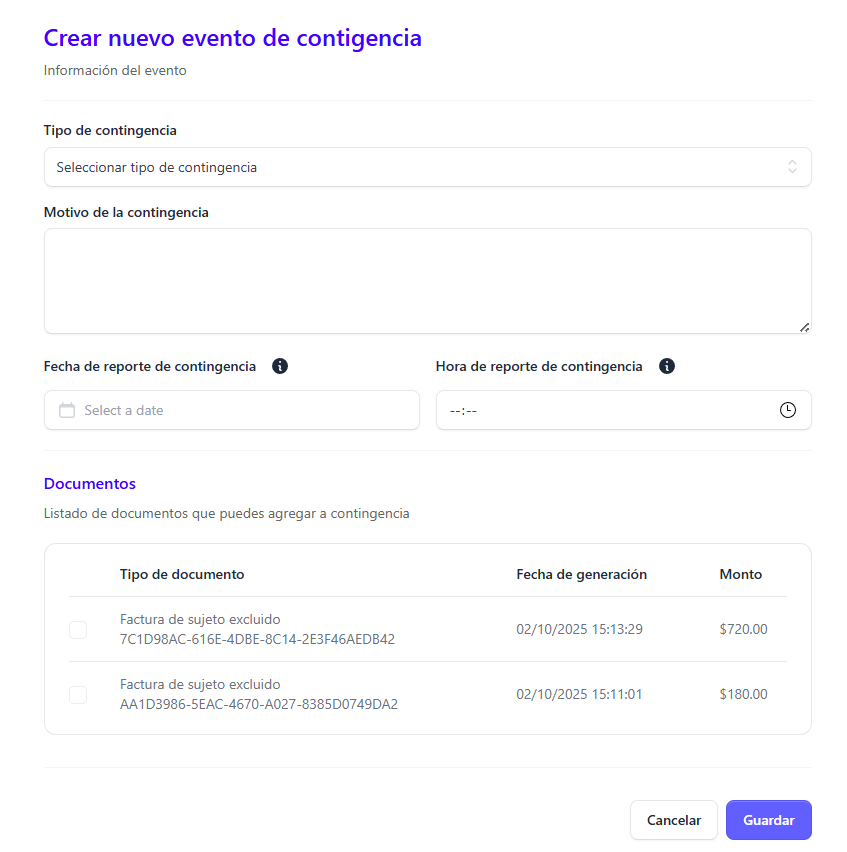 Crear nuevo evento de contigencia
Información del evento
Tipo de contingencia
Seleccionar tipo de contingencia
Motivo de la contingencia
Fecha de reporte de contingencia
Hora de reporte de contingencia
Select a date
--:--
Documentos
Listado de documentos que puedes agregar a contingencia
Tipo de documento Fecha de generación Monto
Factura de sujeto excluido
7C1D98AC-616E-4DBE-8C14-2E3F46AEDB42 02/10/2025 15:13:29 $720.00
Factura de sujeto excluido
AA1D3986-5EAC-4670-A027-8385D0749DA2 02/10/2025 15:11:01 $180.00
Cancelar Guardar